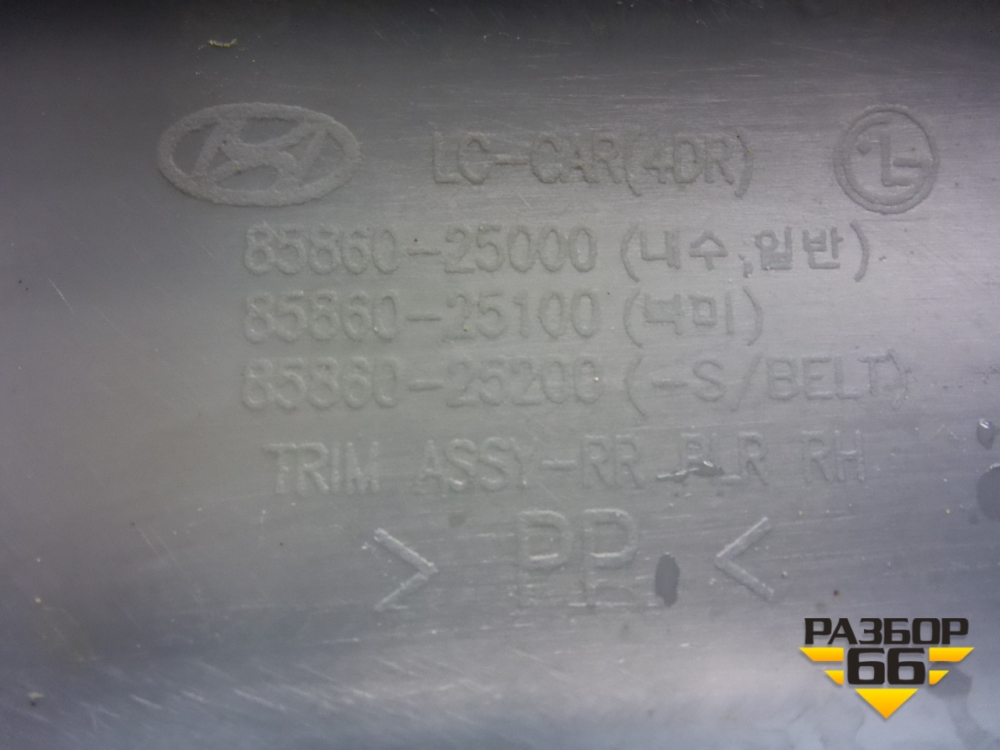 LC-CAR(4DR) L
85860-25000 (내수,일반)
85860-25100 (북미)
85860-25200 (-S/BELT)
TRIM ASSY-RR PLR RH
> PP <
РАЗБОР
66